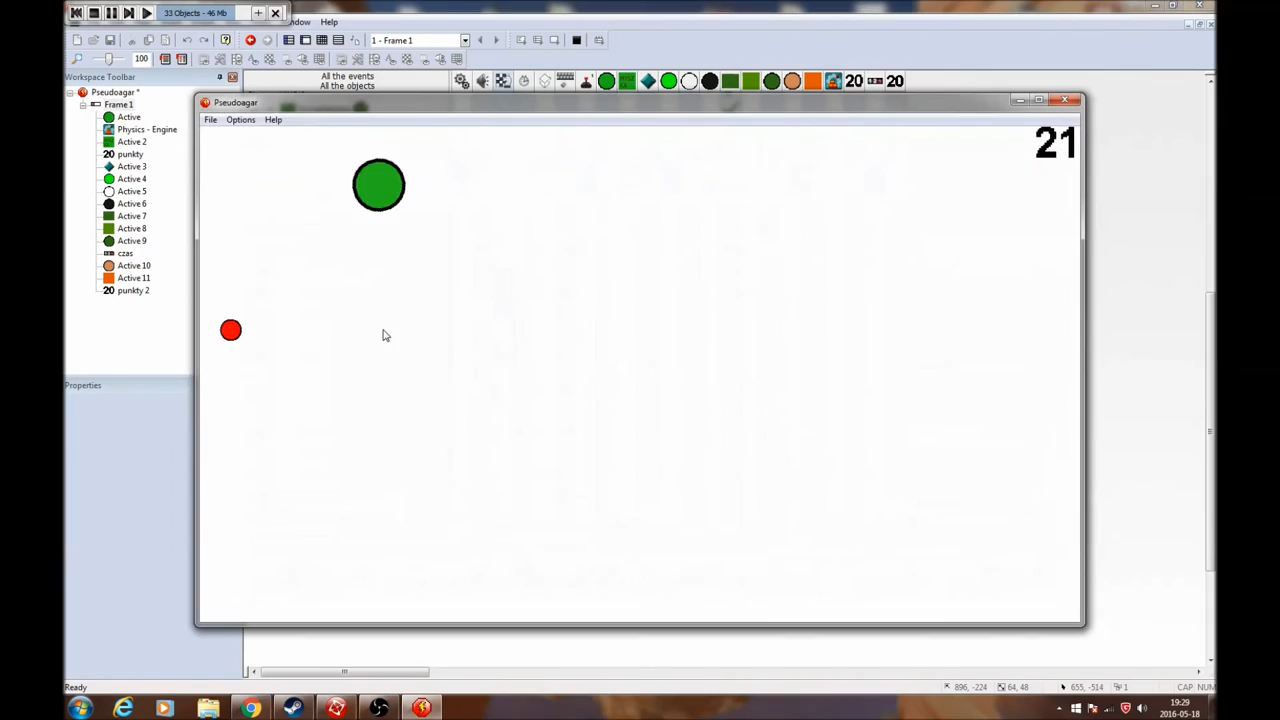 33 Objects - 46 Mb
Help
1 - Frame 1
100
Workspace Toolbar
All the events
All the objects
20
20
Pseudoagar *
Frame 1
Active
Physics - Engine
Active 2
20 punkty
Active 3
Active 4
Active 5
Active 6
Active 7
Active 8
Active 9
czas
Active 10
Active 11
20 punkty 2
Pseudoagar
File Options Help
21
Properties
Ready
896, -224
64, 48
655, -514
1
CAP NUM
19:29
2016-05-18